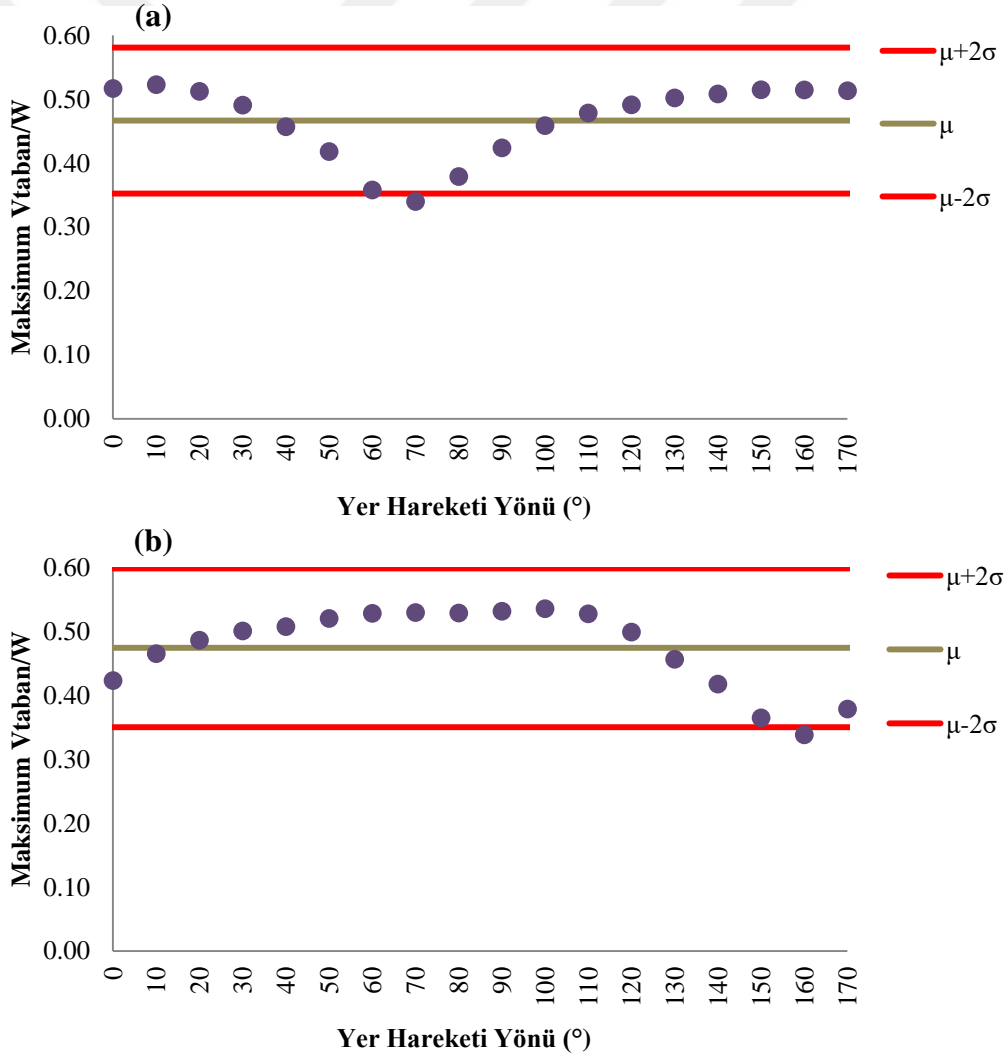 (a)
Maksimum Vtaban/W
0.60
0.50
0.40
0.30
0.20
0.10
0.00
0 10 20 30 40 50 60 70 80 90 100 110 120 130 140 150 160 170
Yer Hareketi Yönü (°)
μ+2σ
μ
μ-2σ
(b)
Maksimum Vtaban/W
0.60
0.50
0.40
0.30
0.20
0.10
0.00
0 10 20 30 40 50 60 70 80 90 100 110 120 130 140 150 160 170
Yer Hareketi Yönü (°)
μ+2σ
μ
μ-2σ